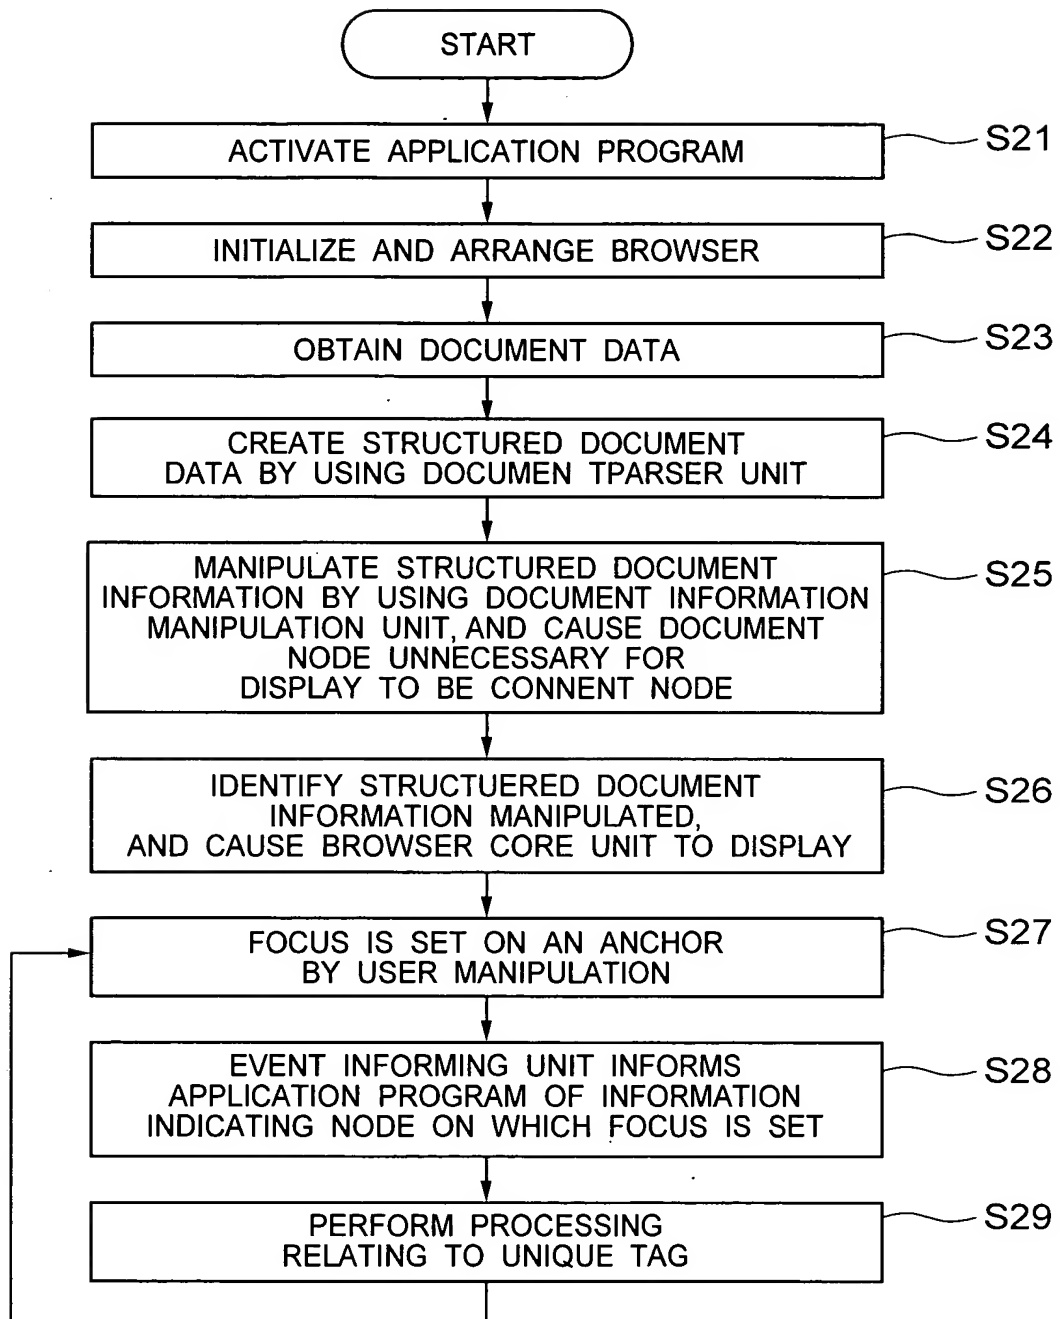 START
ACTIVATE APPLICATION PROGRAM
S21
INITIALIZE AND ARRANGE BROWSER
S22
OBTAIN DOCUMENT DATA
S23
CREATE STRUCTURED DOCUMENT
DATA BY USING DOCUMEN TPARSER UNIT
S24
MANIPULATE STRUCTURED DOCUMENT
INFORMATION BY USING DOCUMENT INFORMATION
MANIPULATION UNIT, AND CAUSE DOCUMENT
NODE UNNECESSARY FOR
DISPLAY TO BE CONNENT NODE
S25
IDENTIFY STRUCTUERED DOCUMENT
INFORMATION MANIPULATED,
AND CAUSE BROWSER CORE UNIT TO DISPLAY
S26
FOCUS IS SET ON AN ANCHOR
BY USER MANIPULATION
S27
EVENT INFORMING UNIT INFORMS
APPLICATION PROGRAM OF INFORMATION
INDICATING NODE ON WHICH FOCUS IS SET
S28
PERFORM PROCESSING
RELATING TO UNIQUE TAG
S29